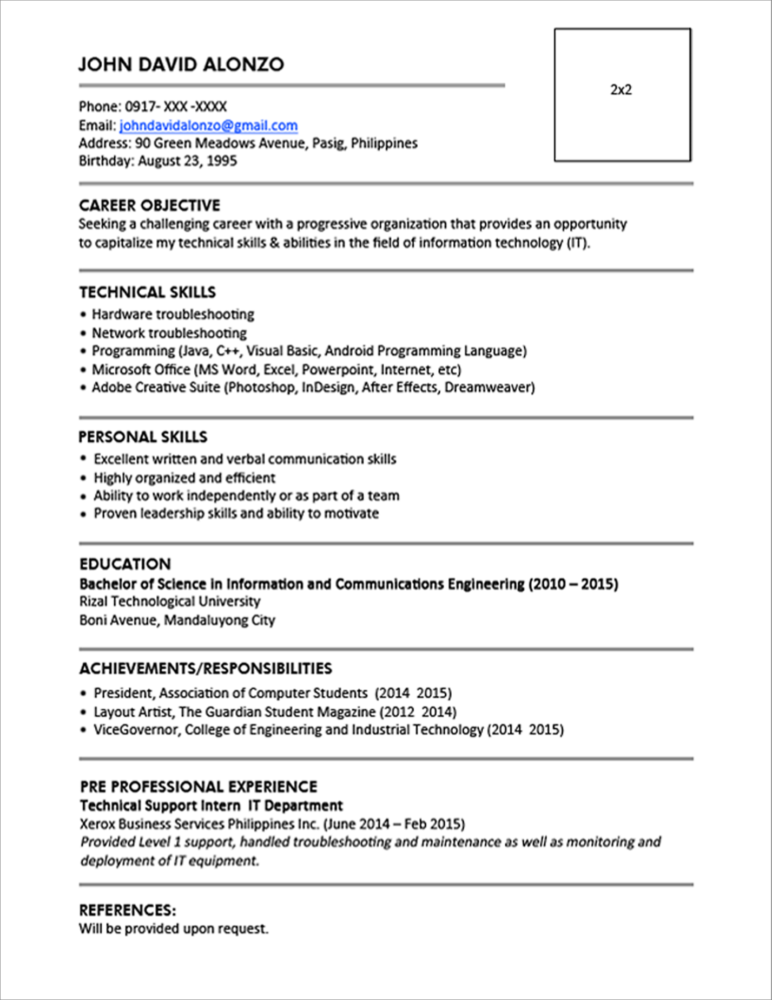 JOHN DAVID ALONZO
2x2
Phone: 0917- XXX -XXXX
Email: johndavidalonzo@gmail.com
Address: 90 Green Meadows Avenue, Pasig, Philippines
Birthday: August 23, 1995
CAREER OBJECTIVE
Seeking a challenging career with a progressive organization that provides an opportunity
to capitalize my technical skills & abilities in the field of information technology (IT).
TECHNICAL SKILLS
• Hardware troubleshooting
• Network troubleshooting
• Programming (Java, C++, Visual Basic, Android Programming Language)
• Microsoft Office (MS Word, Excel, Powerpoint, Internet, etc)
• Adobe Creative Suite (Photoshop, InDesign, After Effects, Dreamweaver)
PERSONAL SKILLS
• Excellent written and verbal communication skills
• Highly organized and efficient
• Ability to work independently or as part of a team
• Proven leadership skills and ability to motivate
EDUCATION
Bachelor of Science in Information and Communications Engineering (2010 – 2015)
Rizal Technological University
Boni Avenue, Mandaluyong City
ACHIEVEMENTS/RESPONSIBILITIES
• President, Association of Computer Students  (2014  2015)
• Layout Artist, The Guardian Student Magazine (2012  2014)
• ViceGovernor, College of Engineering and Industrial Technology (2014  2015)
PRE PROFESSIONAL EXPERIENCE
Technical Support Intern  IT Department
Xerox Business Services Philippines Inc. (June 2014 – Feb 2015)
Provided Level 1 support, handled troubleshooting and maintenance as well as monitoring and
deployment of IT equipment.
REFERENCES:
Will be provided upon request.